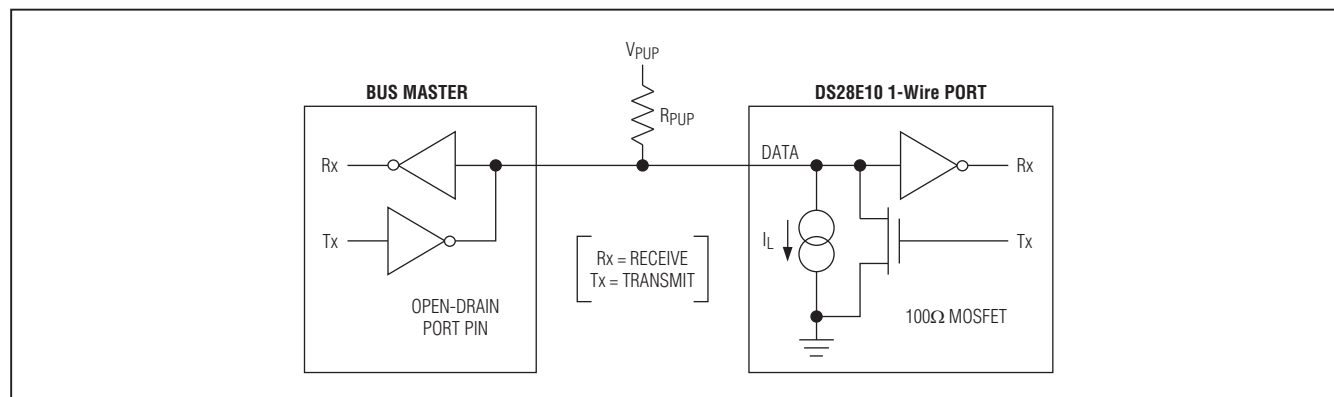 VPUP
BUS MASTER
DS28E10 1-Wire PORT
RPUP
Rx
DATA
Rx
Tx
IL
Tx
Rx = RECEIVE
Tx = TRANSMIT
OPEN-DRAIN
PORT PIN
100Ω MOSFET